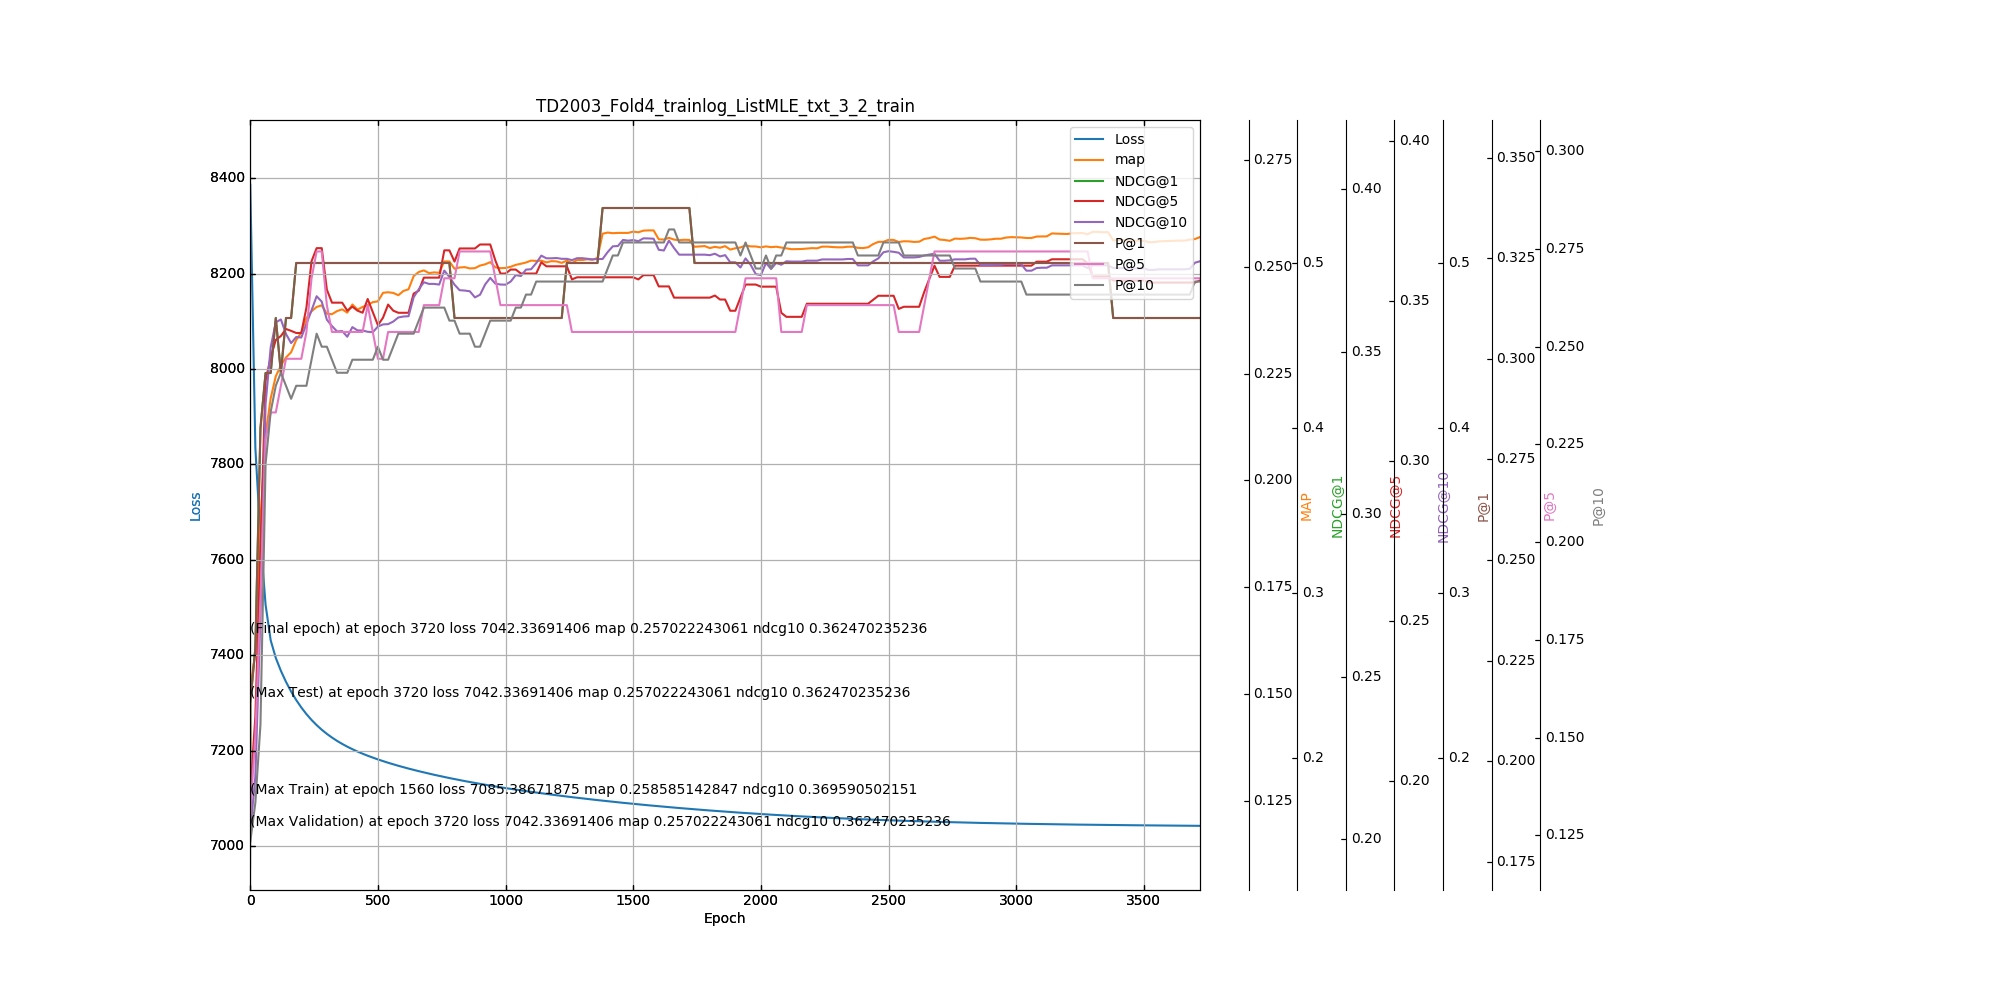 TD2003_Fold4_trainlog_ListMLE_txt_3_2_train
Loss
map
NDCG@1
NDCG@5
NDCG@10
P@1
P@5
P@10
8400
8200
8000
7800
7600
7400
7200
7000
Loss
(Final epoch) at epoch 3720 loss 7042.33691406 map 0.257022243061 ndcg10 0.362470235236
(Max Test) at epoch 3720 loss 7042.33691406 map 0.257022243061 ndcg10 0.362470235236
(Max Train) at epoch 1560 loss 7085.38671875 map 0.258585142847 ndcg10 0.369590502151
(Max Validation) at epoch 3720 loss 7042.33691406 map 0.257022243061 ndcg10 0.362470235236
0 500 1000 1500 2000 2500 3000 3500
Epoch
0.275
0.250
0.225
0.200
0.175
0.150
0.125
MAP
0.5
0.4
0.3
0.2
NDCG@1
0.40
0.35
0.30
0.25
0.20
NDCG@5
0.40
0.35
0.30
0.25
0.20
NDCG@10
0.5
0.4
0.3
0.2
P@1
0.350
0.325
0.300
0.275
0.250
0.225
0.200
0.175
P@5
0.300
0.275
0.250
0.225
0.200
0.175
0.150
0.125
P@10